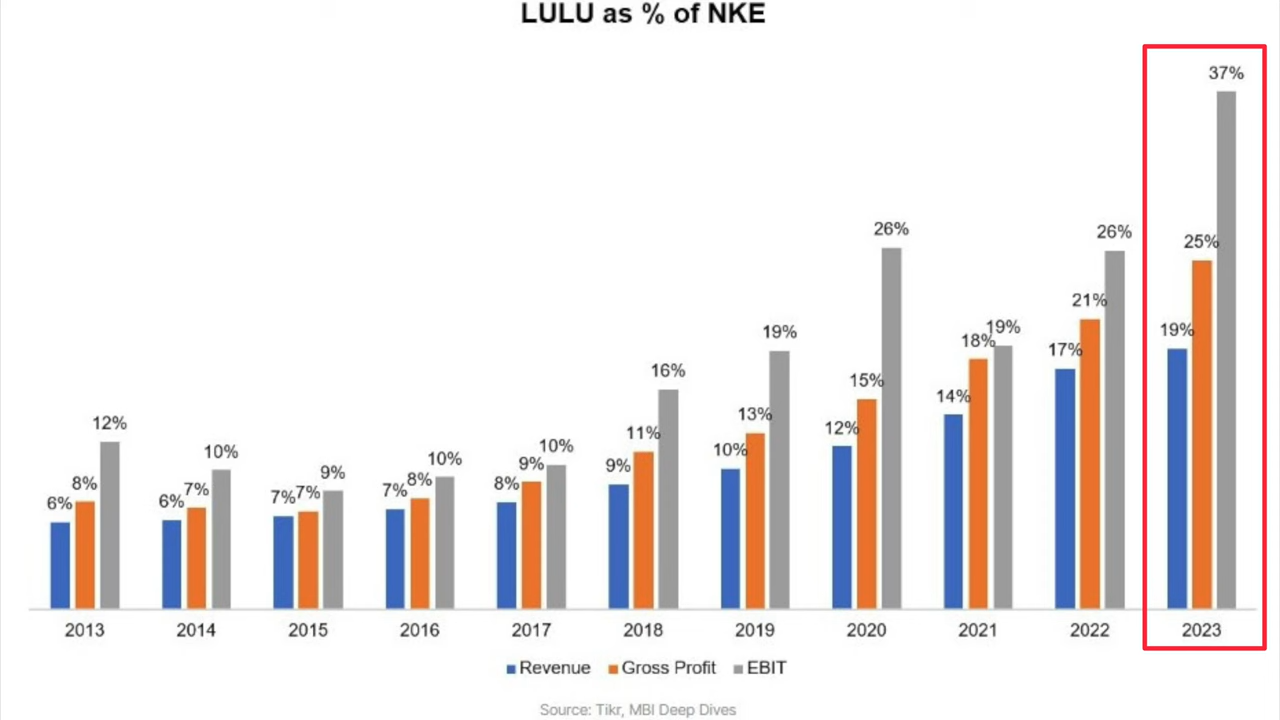 LULU as % of NKE
6% 8% 12%
6% 7% 10%
7% 7% 9%
7% 8% 10%
8% 9% 10%
9% 11% 16%
10% 13% 19%
12% 15% 26%
14% 18% 19%
17% 21% 26%
19% 25% 37%
2013 2014 2015 2016 2017 2018 2019 2020 2021 2022 2023
Revenue Gross Profit EBIT
Source: Tikr, MBI Deep Dives